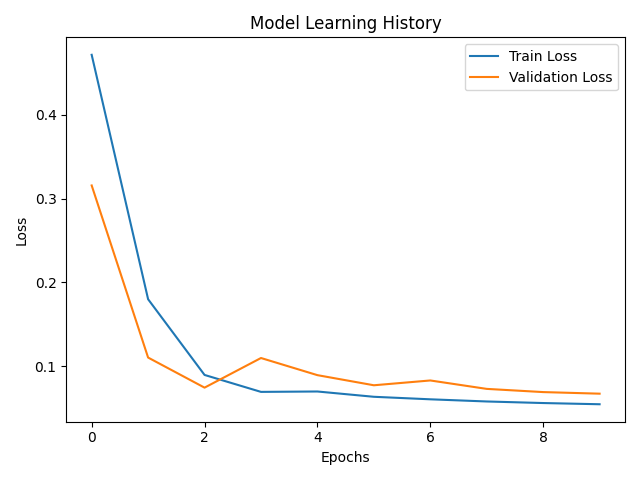 Model Learning History
Train Loss
Validation Loss
0.4
0.3
0.2
0.1
Loss
0 2 4 6 8
Epochs